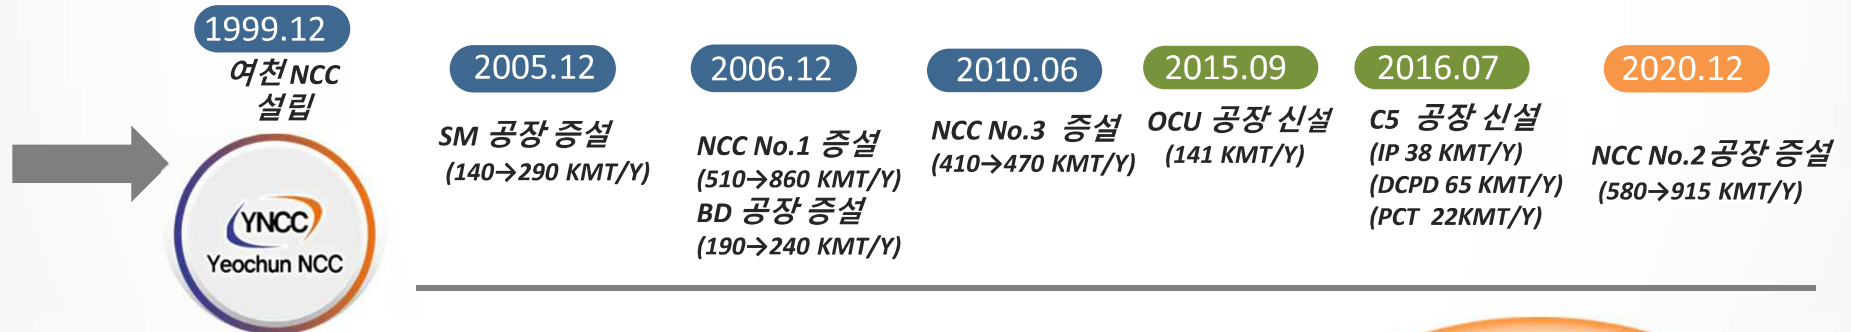 1999.12
여천 NCC
설립
YNCC
Yeochun NCC
2005.12
SM 공장 증설
(140→290 KMT/Y)
2006.12
NCC No.1 증설
(510→860 KMT/Y)
BD 공장 증설
(190→240 KMT/Y)
2010.06
NCC No.3 증설
(410→470 KMT/Y)
2015.09
OCU 공장 신설
(141 KMT/Y)
2016.07
C5 공장 신설
(IP 38 KMT/Y)
(DCPD 65 KMT/Y)
(PCT 22KMT/Y)
2020.12
NCC No.2 공장 증설
(580→915 KMT/Y)